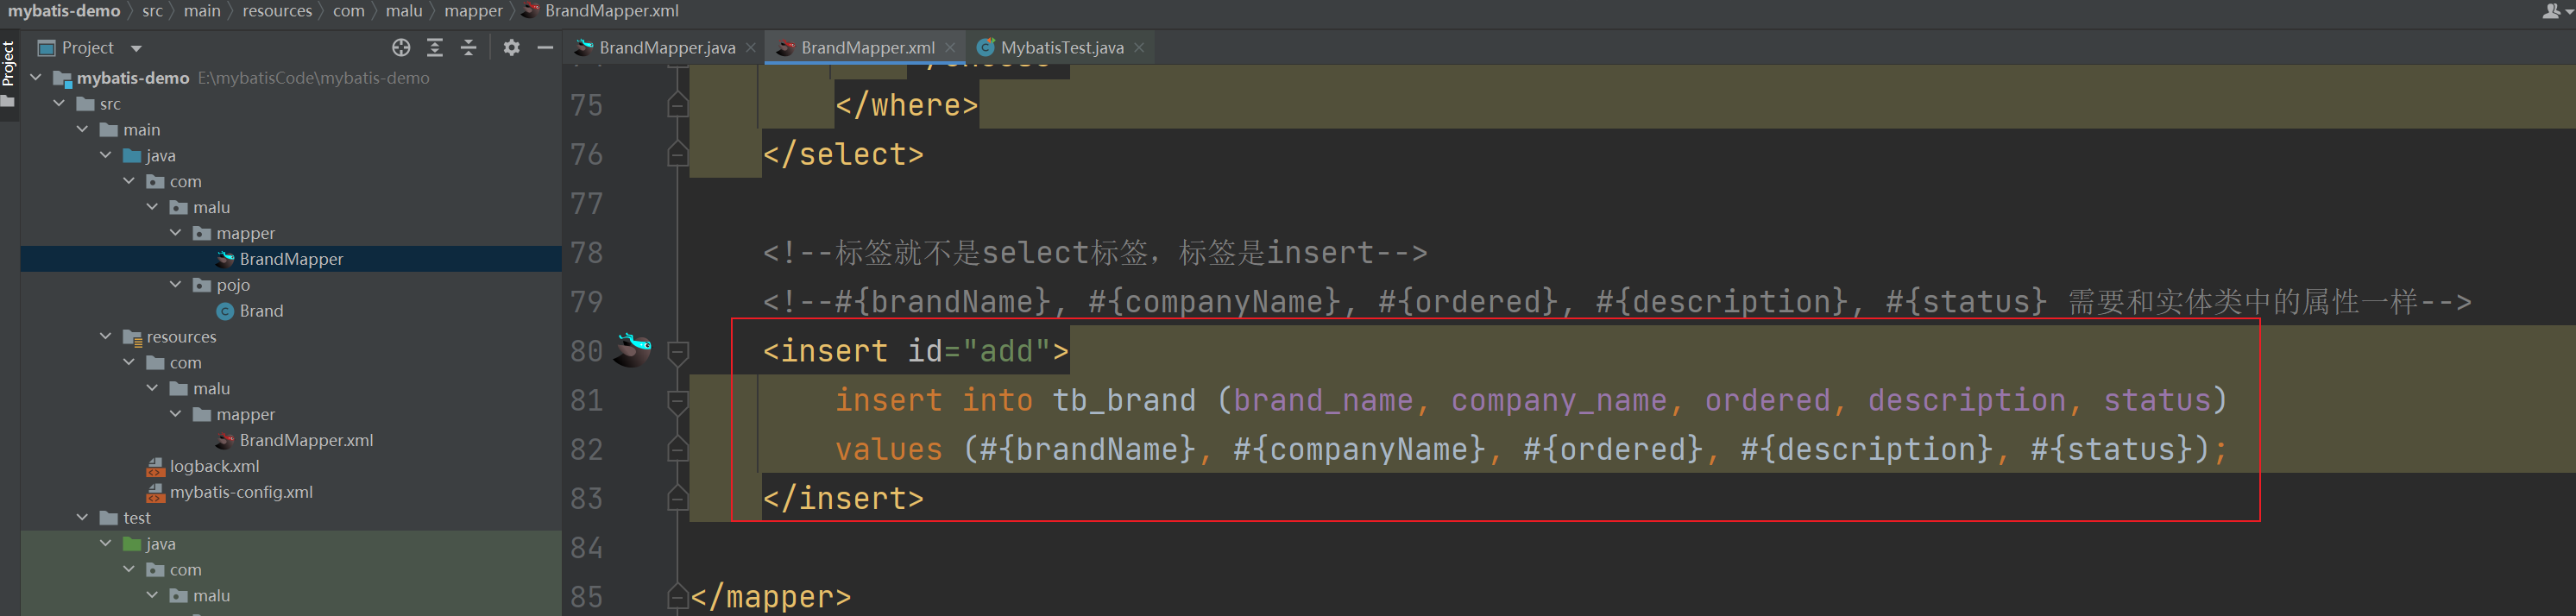 mybatis-demo 〉 src 〉 main 〉 resources 〉 com 〉 malu 〉 mapper 〉 BrandMapper.xml
Project
Project
BrandMapper.java
BrandMapper.xml
MybatisTest.java
mybatis-demo E:\mybatisCode\mybatis-demo
src
main
java
com
malu
mapper
BrandMapper
pojo
Brand
resources
com
malu
mapper
BrandMapper.xml
logback.xml
mybatis-config.xml
test
java
com
malu
75 </where>
76 </select>
77
78 <!--标签就不是select标签，标签是insert-->
79 <!--#{brandName}, #{companyName}, #{ordered}, #{description}, #{status} 需要和实体类中的属性一样-->
80 <insert id="add">
81 insert into tb_brand (brand_name, company_name, ordered, description, status)
82 values (#{brandName}, #{companyName}, #{ordered}, #{description}, #{status});
83 </insert>
84
85 </mapper>